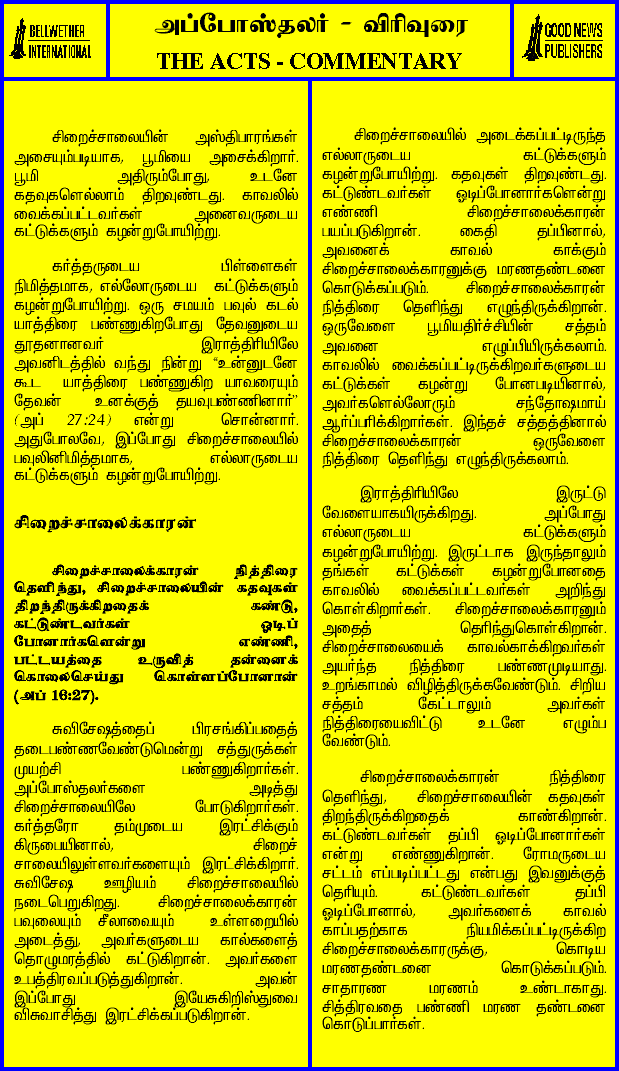 BELLWETHER
INTERNATIONAL
அப்போஸ்தலர் - விரிவுரை
THE ACTS - COMMENTARY
GOOD NEWS
PUBLISHERS
சிறைச்சாலையின் அஸ்திபாரங்கள்
அசையும்படியாக, பூமியை அசைக்கிறார்.
பூமி அதிரும்போது, உடனே
கதவுகளெல்லாம் திறவுண்டது. காவலில்
வைக்கப்பட்டவர்கள் அனைவருடைய
கட்டுக்களும் கழன்றுபோயிற்று.
கர்த்தருடைய பிள்ளைகள்
நிமித்தமாக, எல்லோருடைய கட்டுக்களும்
கழன்றுபோயிற்று. ஒரு சமயம் பவுல் கடல்
யாத்திரை பண்ணுகிறபோது தேவனுடைய
தூதனானவர் இராத்திரியிலே
அவனிடத்தில் வந்து நின்று “உன்னுடனே
கூட யாத்திரை பண்ணுகிற யாவரையும்
தேவன் உனக்குத் தயவுபண்ணினார்”
(அப் 27:24) என்று சொன்னார்.
அதுபோலவே, இப்போது சிறைச்சாலையில்
பவுலினிமித்தமாக, எல்லாருடைய
கட்டுக்களும் கழன்றுபோயிற்று.
சிறைச்சாலைக்காரன்
சிறைச்சாலைக்காரன் நித்திரை
தெளிந்து, சிறைச்சாலையின் கதவுகள்
திறந்திருக்கிறதைக் கண்டு,
கட்டுண்டவர்கள் ஓடிப்
போனார்களென்று எண்ணி,
பட்டயத்தை உருவித் தன்னைக்
கொலைசெய்து கொள்ளப்போனான்
(அப் 16:27).
சுவிசேஷத்தைப் பிரசங்கிப்பதைத்
தடைபண்ணவேண்டுமென்று சத்துருக்கள்
முயற்சி பண்ணுகிறார்கள்.
அப்போஸ்தலர்களை அடித்து
சிறைச்சாலையிலே போடுகிறார்கள்.
கர்த்தரோ தம்முடைய இரட்சிக்கும்
கிருபையினால், சிறைச்
சாலையிலுள்ளவர்களையும் இரட்சிக்கிறார்.
சுவிசேஷ ஊழியம் சிறைச்சாலையில்
நடைபெறுகிறது. சிறைச்சாலைக்காரன்
பவுலையும் சீலாவையும் உள்ளறையில்
அடைத்து, அவர்களுடைய கால்களைத்
தொழுமரத்தில் கட்டுகிறான். அவர்களை
உபத்திரவப்படுத்துகிறான். அவன்
இப்போது இயேசுகிறிஸ்துவை
விசுவாசித்து இரட்சிக்கப்படுகிறான்.
சிறைச்சாலையில் அடைக்கப்பட்டிருந்த
எல்லாருடைய கட்டுக்களும்
கழன்றுபோயிற்று. கதவுகள் திறவுண்டது.
கட்டுண்டவர்கள் ஓடிப்போனார்களென்று
எண்ணி சிறைச்சாலைக்காரன்
பயப்படுகிறான். கைதி தப்பினால்,
அவனைக் காவல் காக்கும்
சிறைச்சாலைக்காரனுக்கு மரணதண்டனை
கொடுக்கப்படும். சிறைச்சாலைக்காரன்
நித்திரை தெளிந்து எழுந்திருக்கிறான்.
ஒருவேளை பூமியதிர்ச்சியின் சத்தம்
அவனை எழுப்பியிருக்கலாம்.
காவலில் வைக்கப்பட்டிருக்கிறவர்களுடைய
கட்டுக்கள் கழன்று போனபடியினால்,
அவர்களெல்லோரும் சந்தோஷமாய்
ஆர்ப்பரிக்கிறார்கள். இந்தச் சத்தத்தினால்
சிறைச்சாலைக்காரன் ஒருவேளை
நித்திரை தெளிந்து எழுந்திருக்கலாம்.
இராத்திரியிலே இருட்டு
வேளையாகயிருக்கிறது. அப்போது
எல்லாருடைய கட்டுக்களும்
கழன்றுபோயிற்று. இருட்டாக இருந்தாலும்
தங்கள் கட்டுக்கள் கழன்றுபோனதை
காவலில் வைக்கப்பட்டவர்கள் அறிந்து
கொள்கிறார்கள். சிறைச்சாலைக்காரனும்
அதைத் தெரிந்துகொள்கிறான்.
சிறைச்சாலையைக் காவல்காக்கிறவர்கள்
அயர்ந்த நித்திரை பண்ணமுடியாது.
உறங்காமல் விழித்திருக்கவேண்டும். சிறிய
சத்தம் கேட்டாலும் அவர்கள்
நித்திரையைவிட்டு உடனே எழும்ப
வேண்டும்.
சிறைச்சாலைக்காரன் நித்திரை
தெளிந்து, சிறைச்சாலையின் கதவுகள்
திறந்திருக்கிறதைக் காண்கிறான்.
கட்டுண்டவர்கள் தப்பி ஓடிப்போனார்கள்
என்று எண்ணுகிறான். ரோமருடைய
சட்டம் எப்படிப்பட்டது என்பது இவனுக்குத்
தெரியும். கட்டுண்டவர்கள் தப்பி
ஓடிப்போனால், அவர்களைக் காவல்
காப்பதற்காக நியமிக்கப்பட்டிருக்கிற
சிறைச்சாலைக்காரருக்கு, கொடிய
மரணதண்டனை கொடுக்கப்படும்.
சாதாரண மரணம் உண்டாகாது.
சித்திரவதை பண்ணி மரண தண்டனை
கொடுப்பார்கள்.